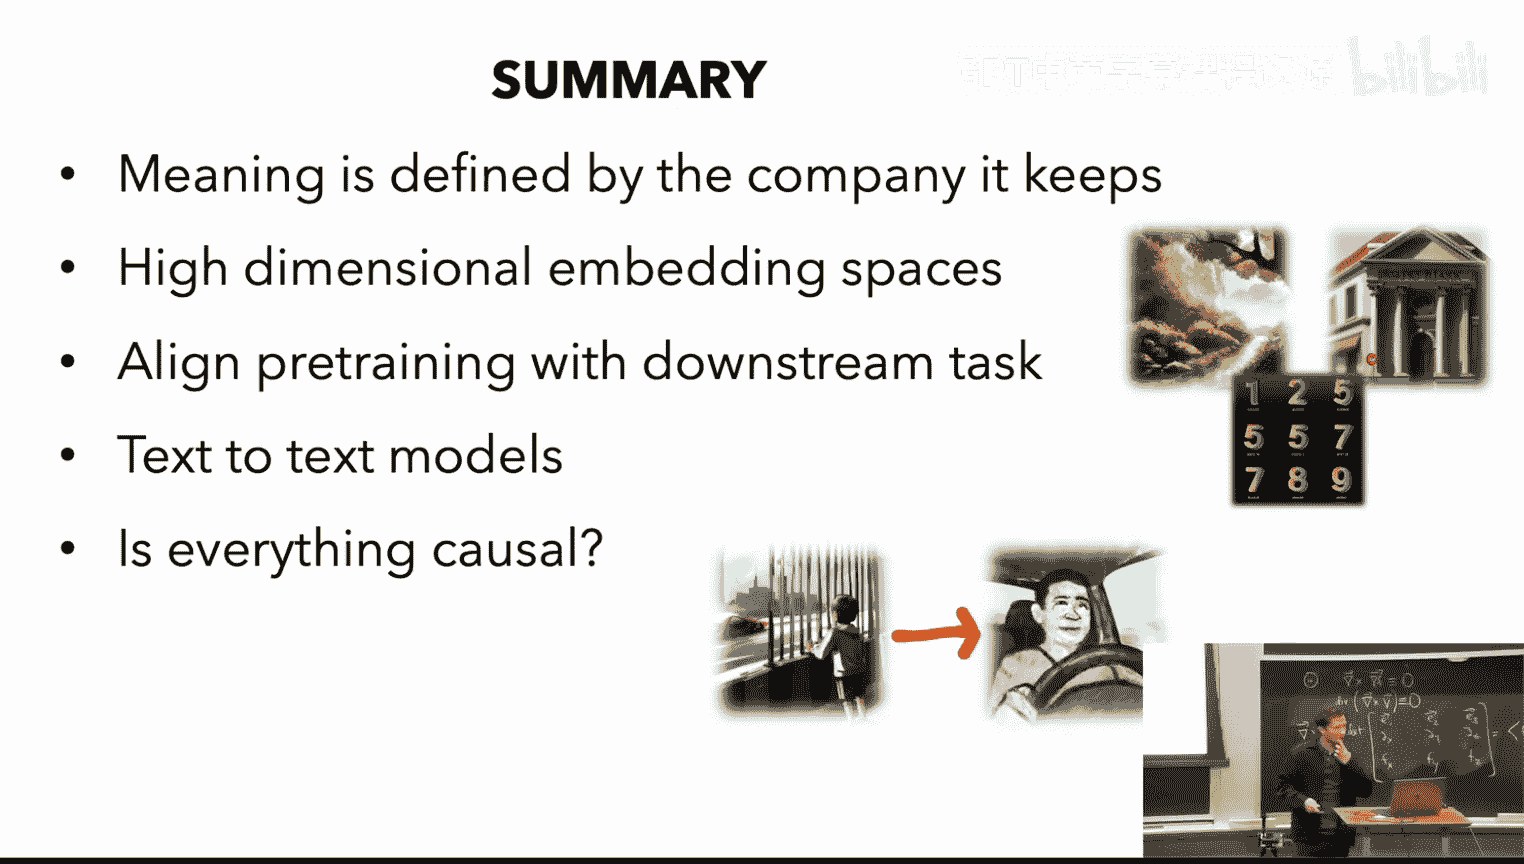 SUMMARY
bilibili
• Meaning is defined by the company it keeps
• High dimensional embedding spaces
• Align pretraining with downstream task
• Text to text models
• Is everything causal?
1 2 5
5 5 7
7 8 9